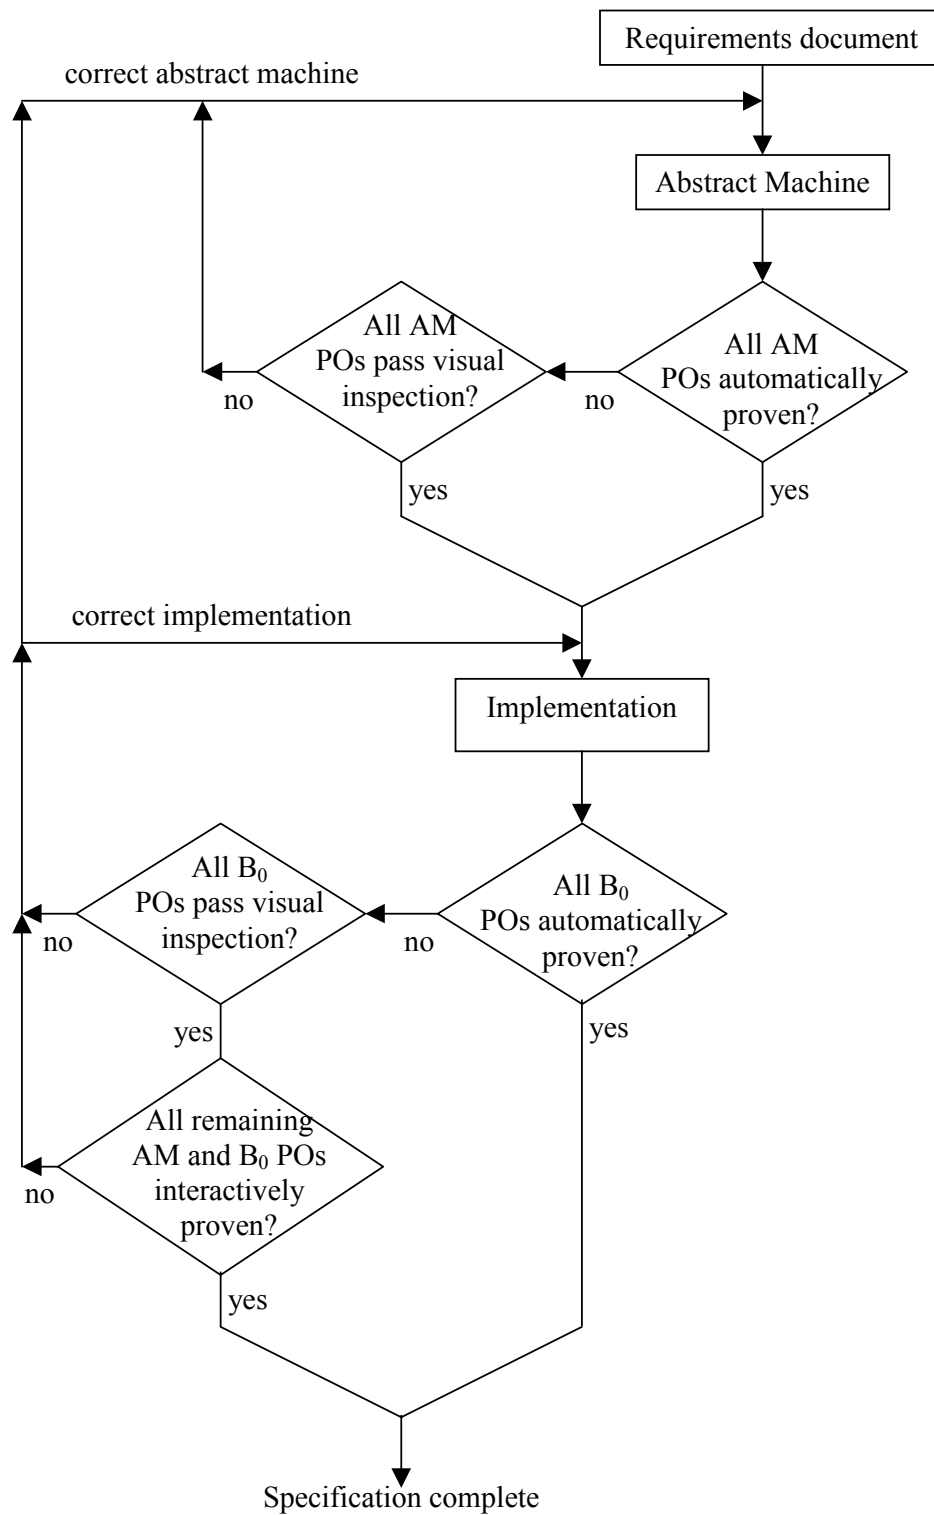 Requirements document
correct abstract machine
Abstract Machine
All AM
POs pass visual
inspection?
All AM
POs automatically
proven?
no
no
yes
yes
correct implementation
Implementation
All B₀
POs pass visual
inspection?
All B₀
POs automatically
proven?
no
no
yes
yes
All remaining
AM and B₀ POs
interactively
proven?
no
yes
Specification complete